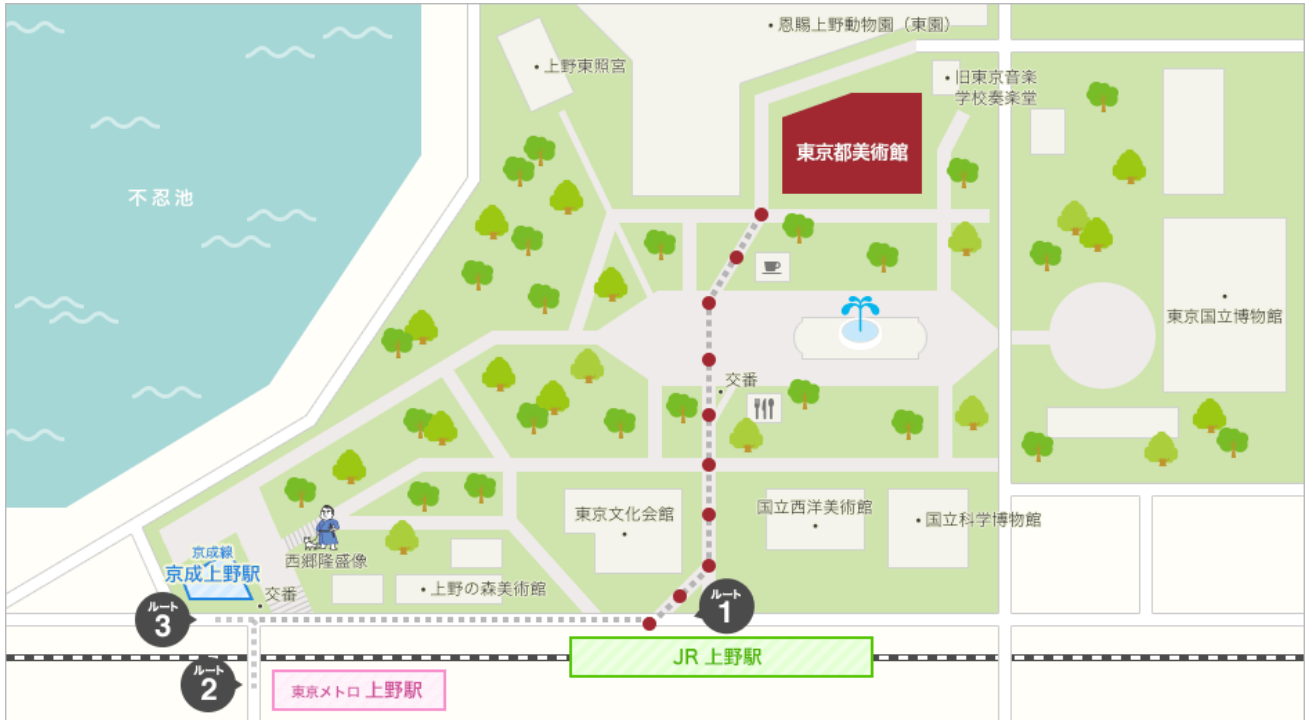 ・恩賜上野動物園（東園）
・上野東照宮
・旧東京音楽
学校奏楽堂
東京都美術館
不忍池
東京国立博物館
交番
東京文化会館
国立西洋美術館
・国立科学博物館
西郷隆盛像
京成線
京成上野駅
・上野の森美術館
交番
ルート
1
ルート
3
JR 上野駅
ルート
2
東京メトロ 上野駅